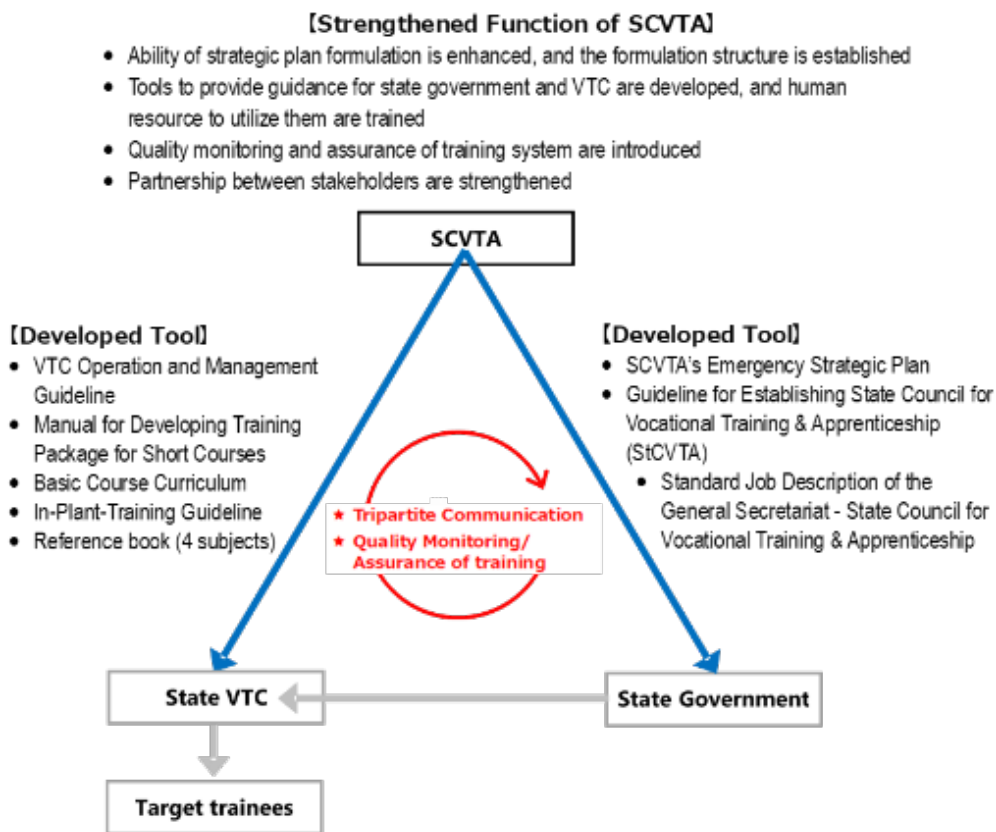 【Strengthened Function of SCVTA】
• Ability of strategic plan formulation is enhanced, and the formulation structure is established
• Tools to provide guidance for state government and VTC are developed, and human
resource to utilize them are trained
• Quality monitoring and assurance of training system are introduced
• Partnership between stakeholders are strengthened
SCVTA
【Developed Tool】
• VTC Operation and Management
Guideline
• Manual for Developing Training
Package for Short Courses
• Basic Course Curriculum
• In-Plant-Training Guideline
• Reference book (4 subjects)
【Developed Tool】
• SCVTA's Emergency Strategic Plan
• Guideline for Establishing State Council for
Vocational Training & Apprenticeship
(StCVTA)
• Standard Job Description of the
General Secretariat - State Council for
Vocational Training & Apprenticeship
★ Tripartite Communication
★ Quality Monitoring/
Assurance of training
State VTC
State Government
Target trainees